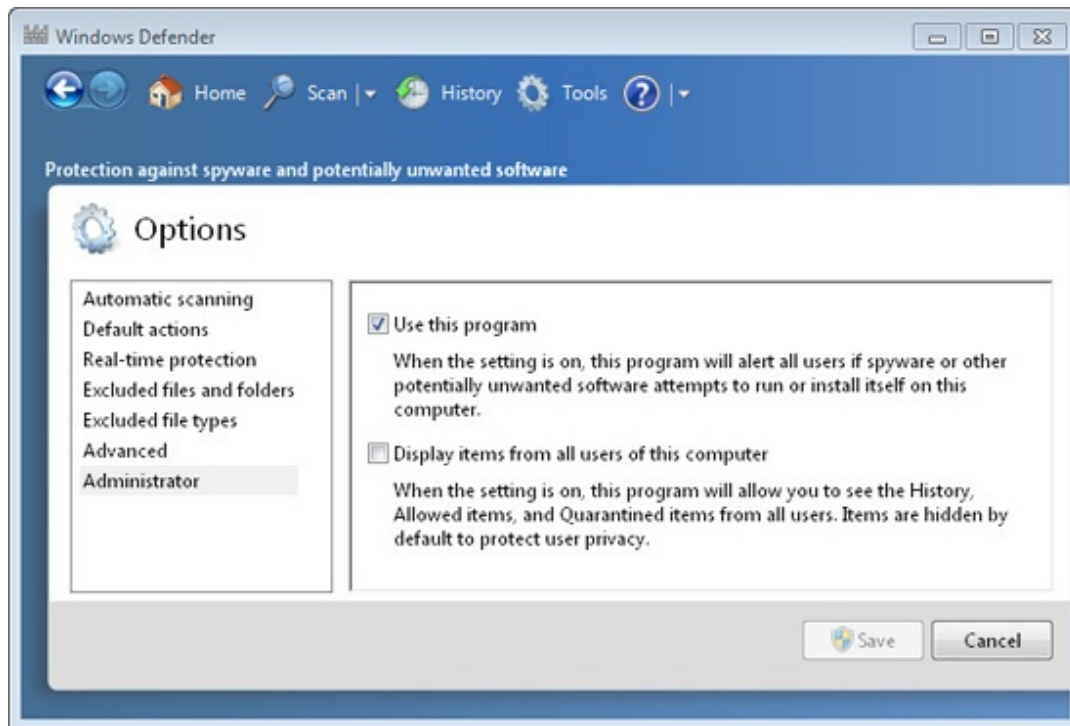 Windows Defender
Home Scan History Tools ?
Protection against spyware and potentially unwanted software
Options
Automatic scanning
Default actions
Real-time protection
Excluded files and folders
Excluded file types
Advanced
Administrator
Use this program
When the setting is on, this program will alert all users if spyware or other
potentially unwanted software attempts to run or install itself on this
computer.
Display items from all users of this computer
When the setting is on, this program will allow you to see the History,
Allowed items, and Quarantined items from all users. Items are hidden by
default to protect user privacy.
Save Cancel